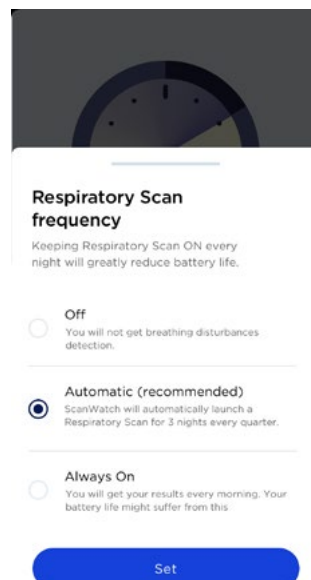 Respiratory Scan
frequency
Keeping Respiratory Scan ON every
night will greatly reduce battery life.
Off
You will not get breathing disturbances
detection.
Automatic (recommended)
ScanWatch will automatically launch a
Respiratory Scan for 3 nights every quarter.
Always On
You will get your results every morning. Your
battery life might suffer from this
Set